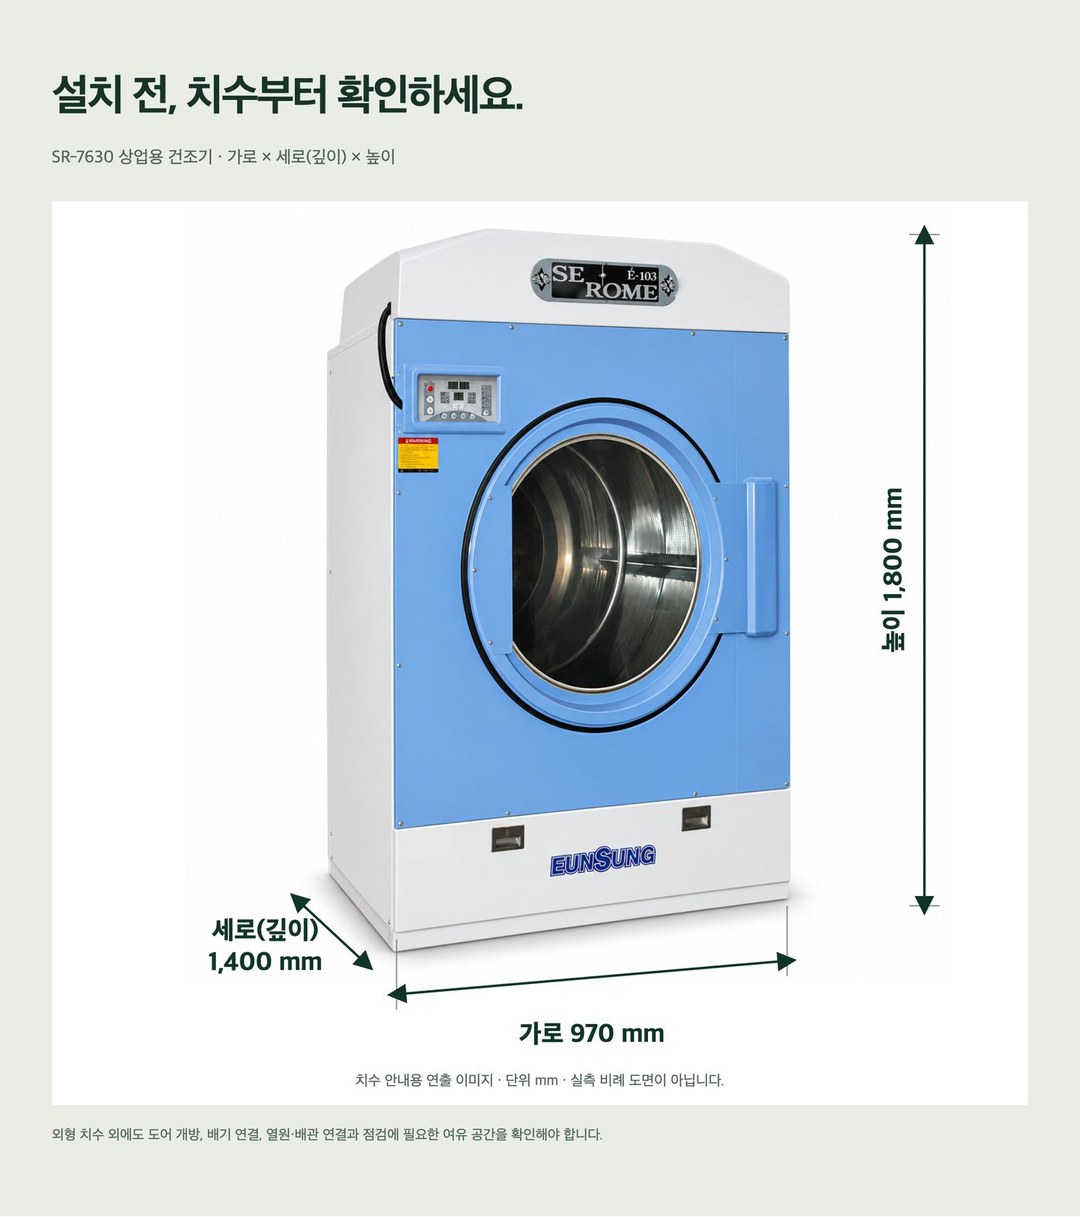 설치 전, 치수부터 확인하세요.
SR-7630 상업용 건조기 · 가로 × 세로(깊이) × 높이
SE
E-103
ROME
WARNING
높이 1,800 mm
EUNSUNG
세로(깊이)
1,400 mm
가로 970 mm
치수 안내용 연출 이미지 · 단위 mm · 실측 비례 도면이 아닙니다.
외형 치수 외에도 도어 개방, 배기 연결, 열원·배관 연결과 점검에 필요한 여유 공간을 확인해야 합니다.